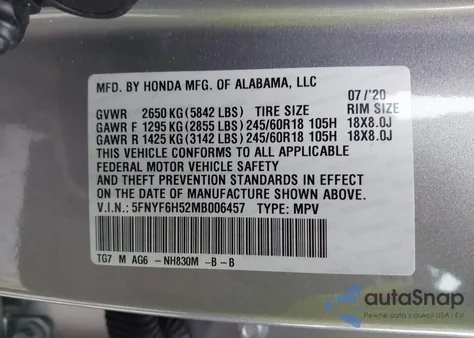 MFD. BY HONDA MFG. OF ALABAMA, LLC
07/'20
GVWR 2650 KG (5842 LBS) TIRE SIZE RIM SIZE
GAWR F 1295 KG (2855 LBS) 245/60R18 105H 18X8.0J
GAWR R 1425 KG (3142 LBS) 245/60R18 105H 18X8.0J
THIS VEHICLE CONFORMS TO ALL APPLICABLE
FEDERAL MOTOR VEHICLE SAFETY
AND THEFT PREVENTION STANDARDS IN EFFECT
ON THE DATE OF MANUFACTURE SHOWN ABOVE.
V.I.N.: 5FNYF6H52MB006457 TYPE: MPV
TG7 M AG6 -NH830M -B -B
autoSnap
Pewne auta z USA